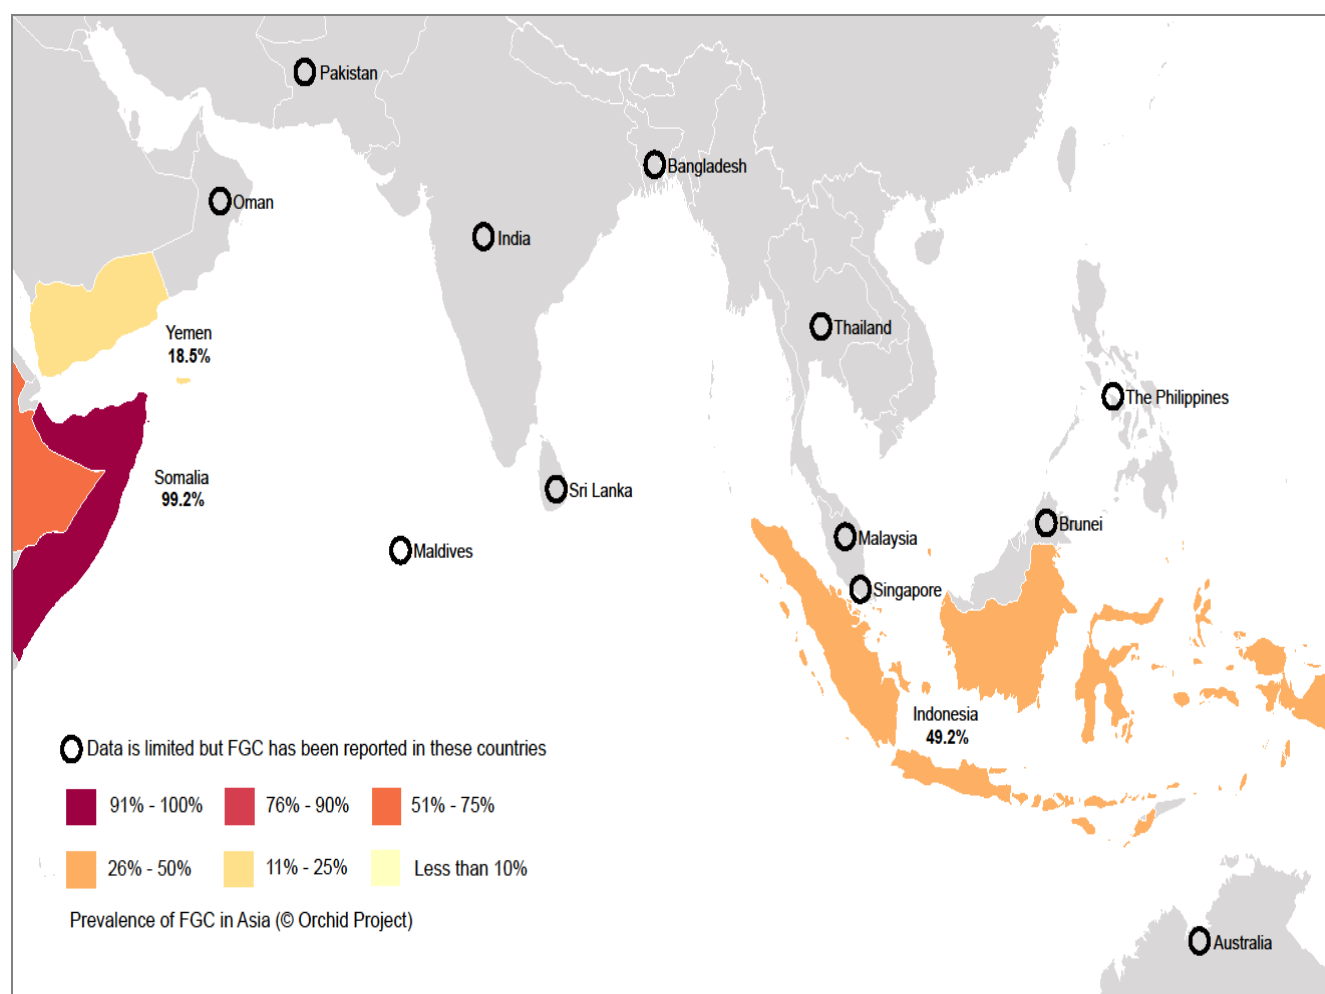 Pakistan
Bangladesh
Oman
India
Thailand
Yemen
18.5%
The Philippines
Somalia
99.2%
Sri Lanka
Brunei
Malaysia
Maldives
Singapore
Indonesia
49.2%
Data is limited but FGC has been reported in these countries
91% - 100%
76% - 90%
51% - 75%
26% - 50%
11% - 25%
Less than 10%
Prevalence of FGC in Asia (© Orchid Project)
Australia